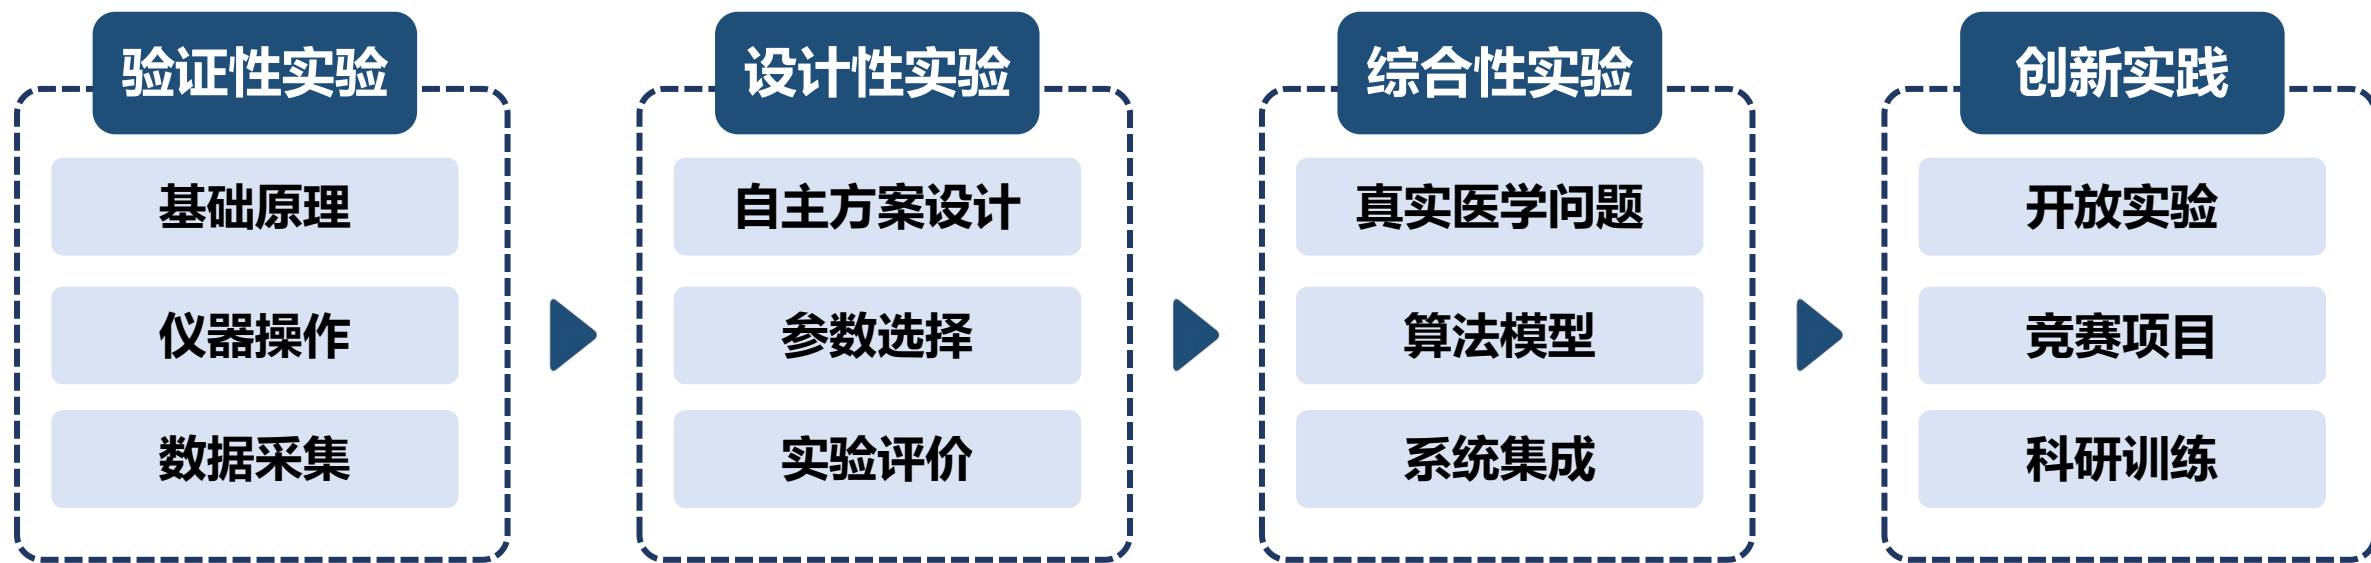 验证性实验
基础原理
仪器操作
数据采集
设计性实验
自主方案设计
参数选择
实验评价
综合性实验
真实医学问题
算法模型
系统集成
创新实践
开放实验
竞赛项目
科研训练